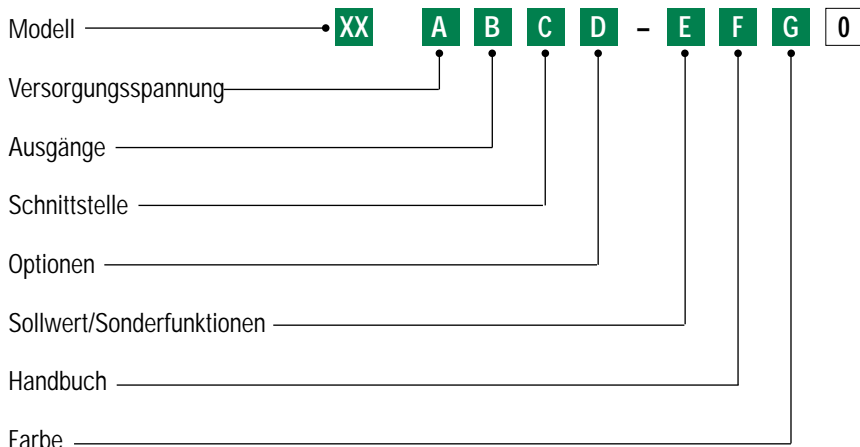 Modell XX A B C D – E F G 0
Versorgungsspannung
Ausgänge
Schnittstelle
Optionen
Sollwert/Sonderfunktionen
Handbuch
Farbe